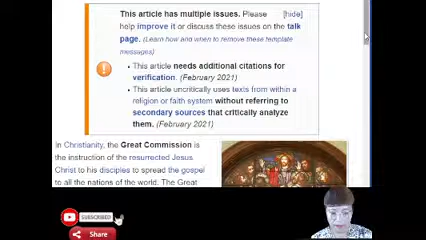 This article has multiple issues. Please [hide]
help improve it or discuss these issues on the talk
page. (Learn how and when to remove these template
messages)
• This article needs additional citations for
verification. (February 2021)
• This article uncritically uses texts from within a
religion or faith system without referring to
secondary sources that critically analyze
them. (February 2021)
In Christianity, the Great Commission is
the instruction of the resurrected Jesus
Christ to his disciples to spread the gospel
to all the nations of the world. The Great
SUBSCRIBED
Share